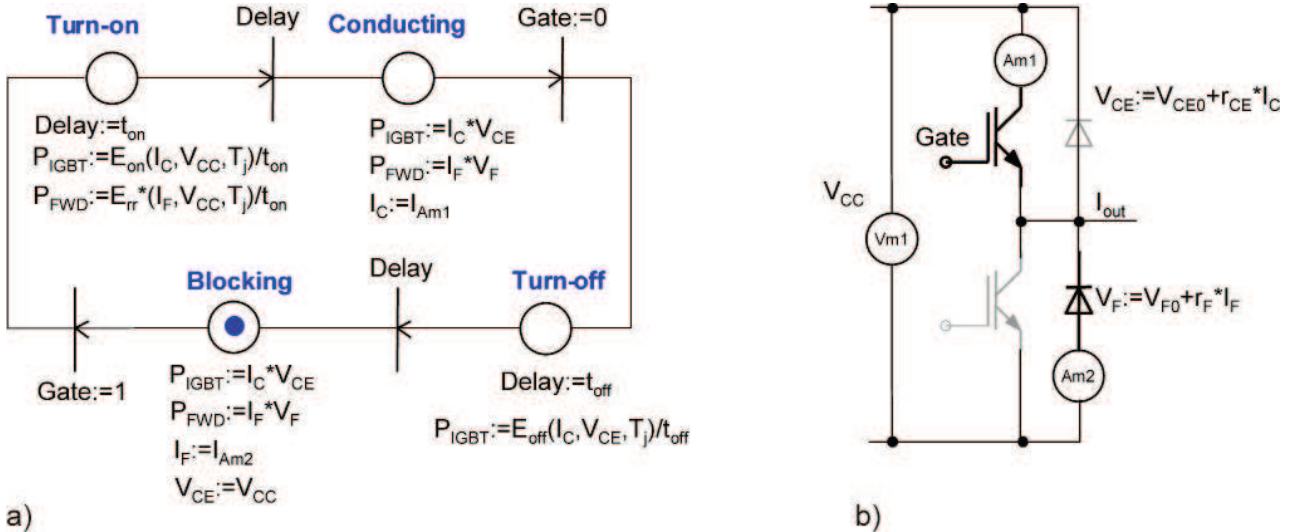 Turn-on
Delay
Conducting
Gate:=0
Delay:=t_on
P_IGBT:=E_on(I_C,V_CC,T_j)/t_on
P_FWD:=E_rr*(I_F,V_CC,T_j)/t_on
P_IGBT:=I_C*V_CE
P_FWD:=I_F*V_F
I_C:=I_Am1
Blocking
Delay
Turn-off
Gate:=1
P_IGBT:=I_C*V_CE
P_FWD:=I_F*V_F
I_F:=I_Am2
V_CE:=V_CC
Delay:=t_off
P_IGBT:=E_off(I_C,V_CE,T_j)/t_off
a)
Am1
V_CE:=V_CE0+r_CE*I_C
Gate
V_CC
I_out
Vm1
V_F:=V_F0+r_F*I_F
Am2
b)